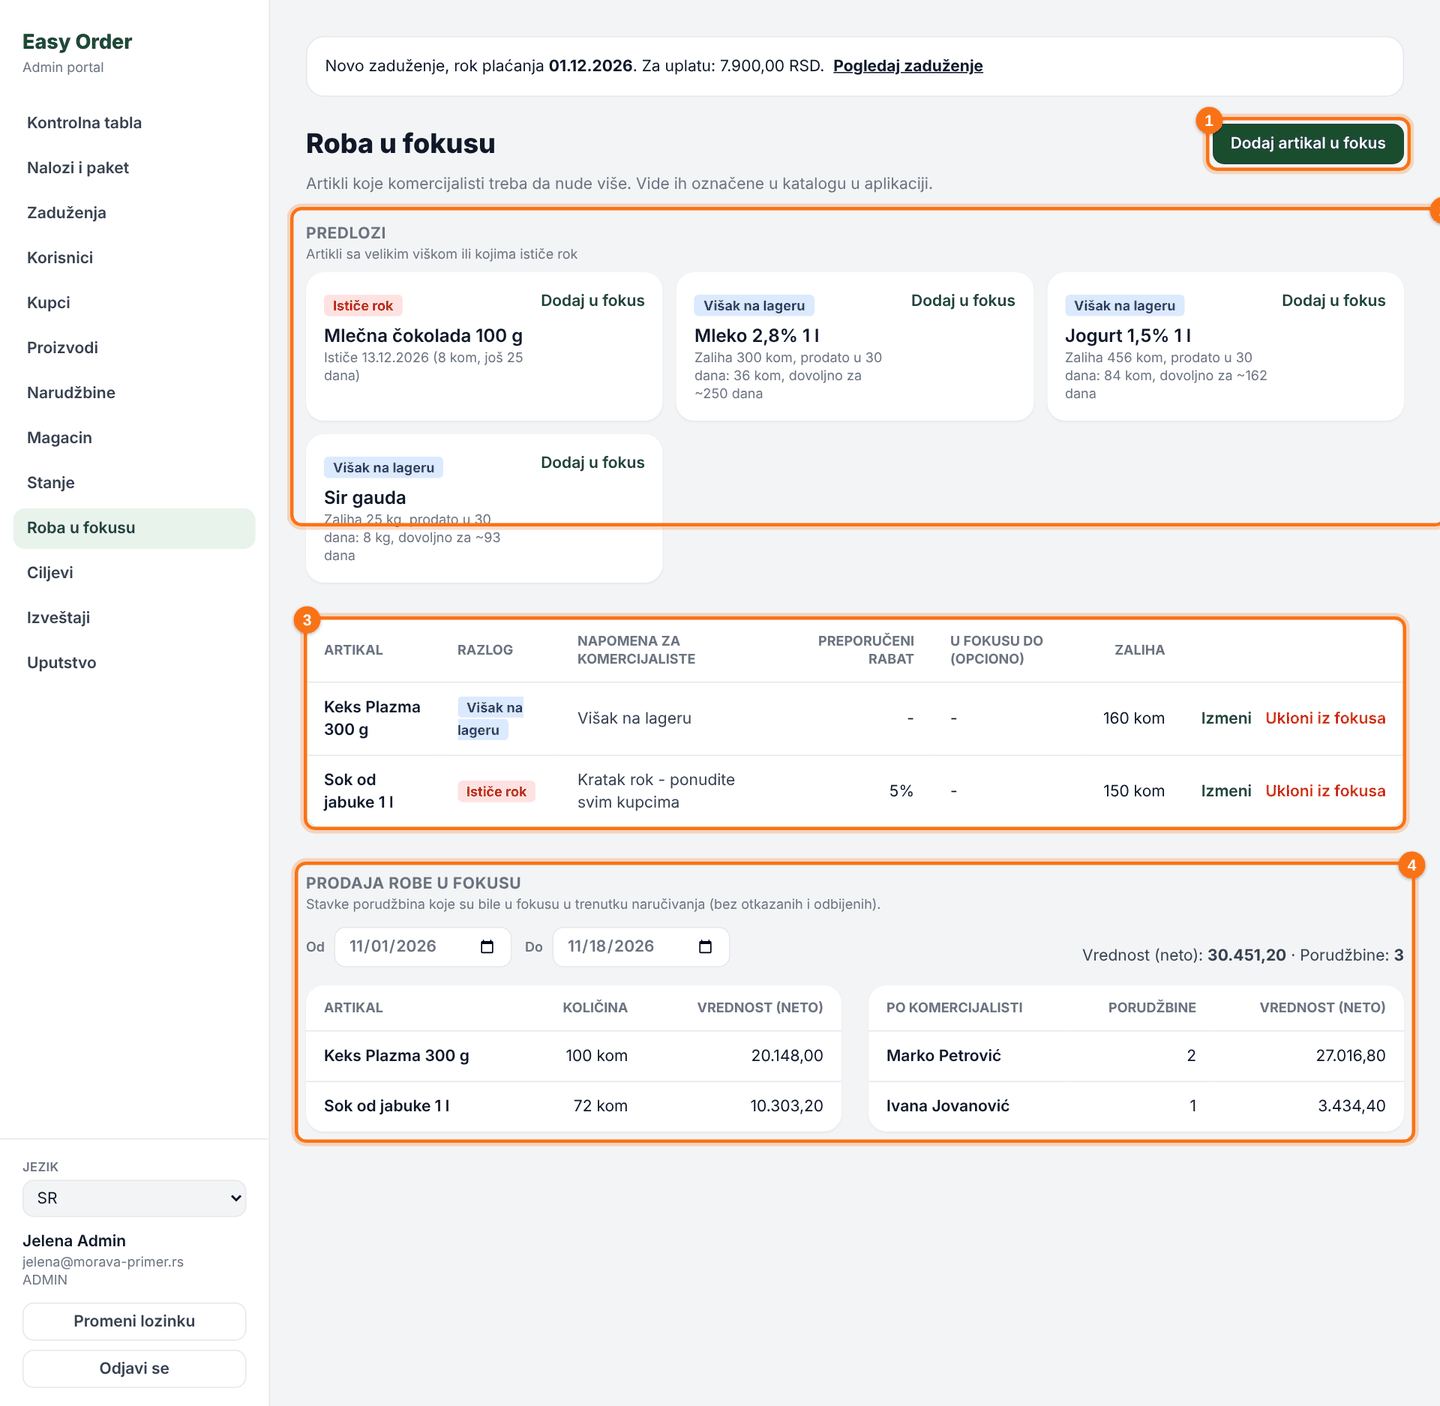 Easy Order
Admin portal
Kontrolna tabla
Nalozi i paket
Zaduženja
Korisnici
Kupci
Proizvodi
Narudžbine
Magacin
Stanje
Roba u fokusu
Ciljevi
Izveštaji
Uputstvo
JEZIK
SR
Jelena Admin
jelena@morava-primer.rs
ADMIN
Promeni lozinku
Odjavi se
Novo zaduženje, rok plaćanja 01.12.2026. Za uplatu: 7.900,00 RSD. Pogledaj zaduženje
Roba u fokusu
1
Dodaj artikal u fokus
Artikli koje komercijalisti treba da nude više. Vide ih označene u katalogu u aplikaciji.
PREDLOZI
Artikli sa velikim viškom ili kojima ističe rok
Ističe rok
Dodaj u fokus
Mlečna čokolada 100 g
Ističe 13.12.2026 (8 kom, još 25
dana)
Višak na lageru
Dodaj u fokus
Mleko 2,8% 1 l
Zaliha 300 kom, prodato u 30
dana: 36 kom, dovoljno za
~250 dana
Višak na lageru
Dodaj u fokus
Jogurt 1,5% 1 l
Zaliha 456 kom, prodato u 30
dana: 84 kom, dovoljno za ~162
dana
Višak na lageru
Dodaj u fokus
Sir gauda
Zaliha 25 kg, prodato u 30
dana: 8 kg, dovoljno za ~93
dana
3
ARTIKAL RAZLOG NAPOMENA ZA KOMERCIJALISTE PREPORUČENI RABAT U FOKUSU DO (OPCIONO) ZALIHA
Keks Plazma 300 g Višak na lageru Višak na lageru - - 160 kom Izmeni Ukloni iz fokusa
Sok od jabuke 1 l Ističe rok Kratak rok - ponudite svim kupcima 5% - 150 kom Izmeni Ukloni iz fokusa
4
PRODAJA ROBE U FOKUSU
Stavke porudžbina koje su bile u fokusu u trenutku naručivanja (bez otkazanih i odbijenih).
Od 11/01/2026 Do 11/18/2026
Vrednost (neto): 30.451,20 · Porudžbine: 3
ARTIKAL KOLIČINA VREDNOST (NETO)
Keks Plazma 300 g 100 kom 20.148,00
Sok od jabuke 1 l 72 kom 10.303,20
PO KOMERCIJALISTI PORUDŽBINE VREDNOST (NETO)
Marko Petrović 2 27.016,80
Ivana Jovanović 1 3.434,40